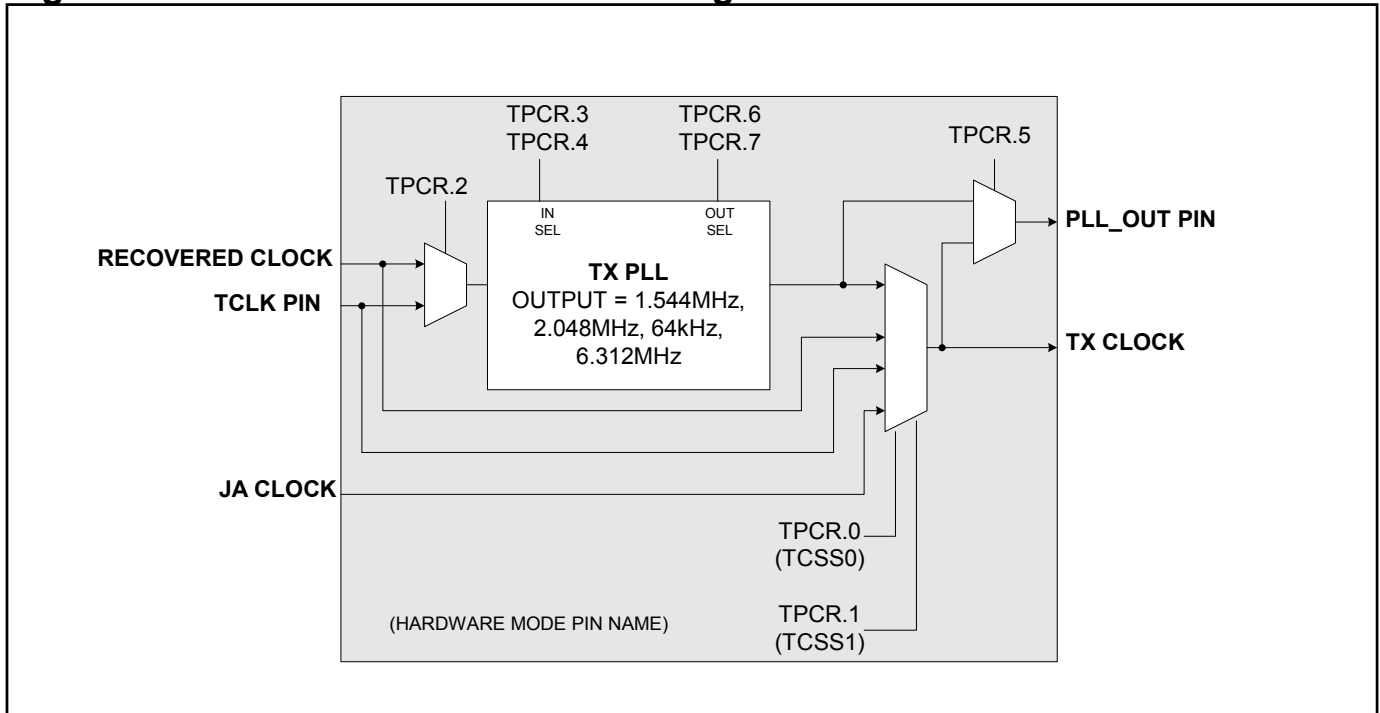 TPCR.3
TPCR.4
TPCR.6
TPCR.7
TPCR.5
TPCR.2
IN
SEL
OUT
SEL
PLL_OUT PIN
RECOVERED CLOCK
TX PLL
OUTPUT = 1.544MHz,
2.048MHz, 64kHz,
6.312MHz
TCLK PIN
TX CLOCK
JA CLOCK
TPCR.0
(TCSS0)
TPCR.1
(TCSS1)
(HARDWARE MODE PIN NAME)